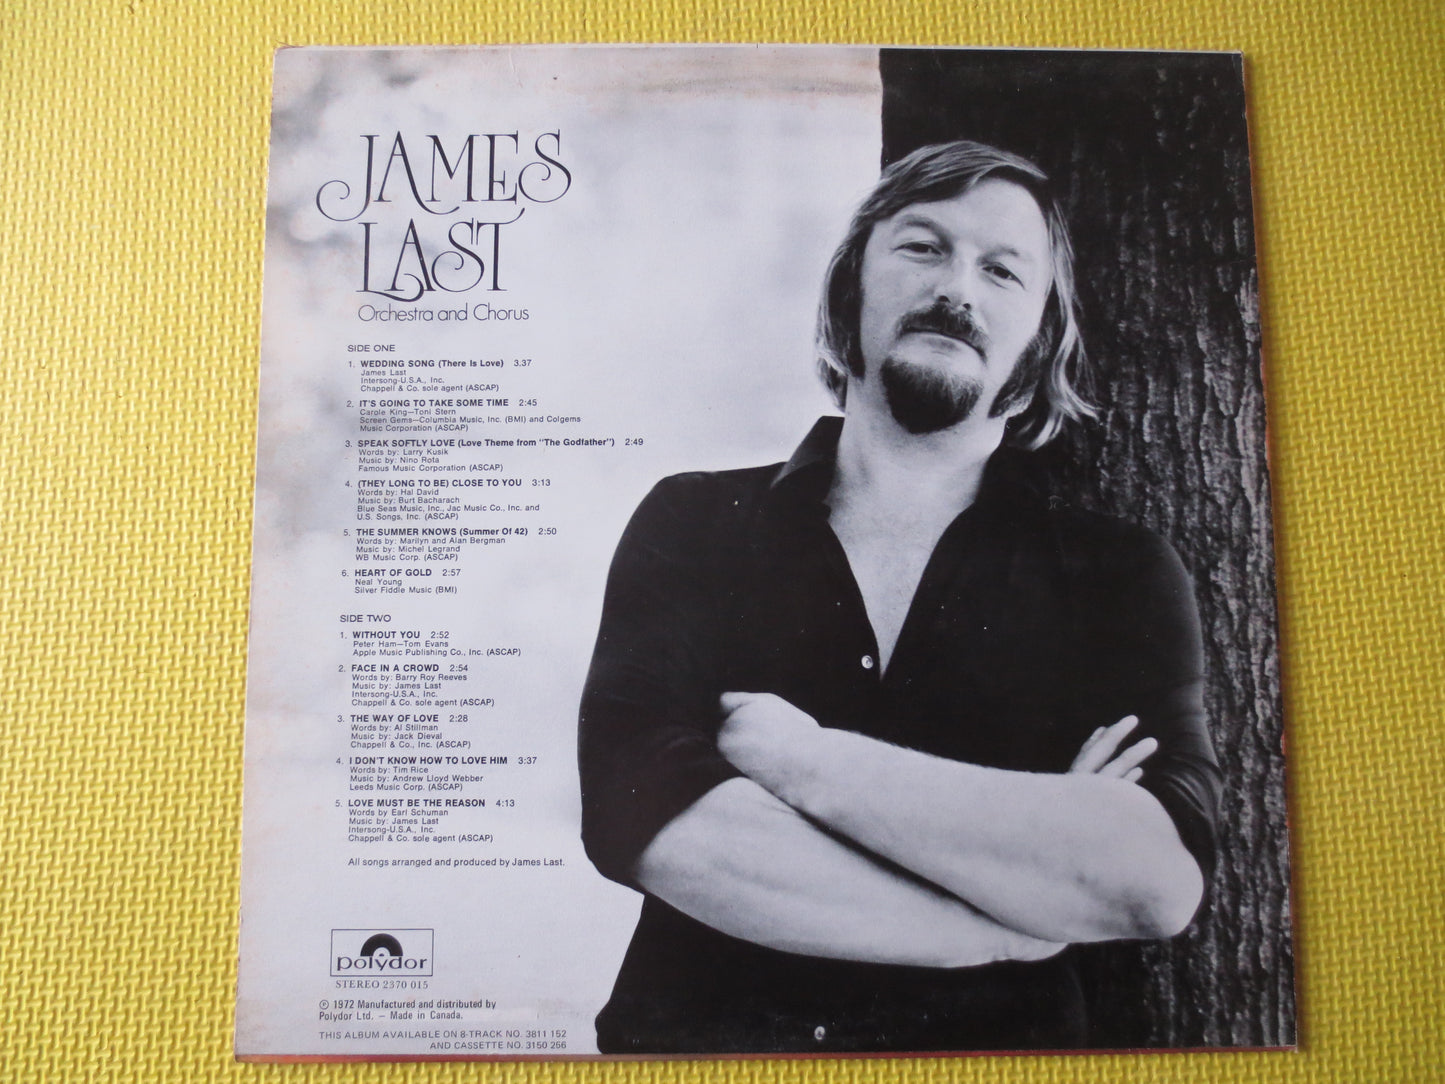 JAMES
LAST
Orchestra and Chorus
SIDE ONE
1. WEDDING SONG (There Is Love) 3.37
James Last
Intersong-U.S.A., Inc.
Chappell & Co. sole agent (ASCAP)
2. IT'S GOING TO TAKE SOME TIME 2:45
Carole King—Toni Stern
Screen Gems—Columbia Music, Inc. (BMI) and Colgems
Music Corporation (ASCAP)
3. SPEAK SOFTLY LOVE (Love Theme from "The Godfather") 2:49
Words by: Larry Kusik
Music by: Nino Rota
Famous Music Corporation (ASCAP)
4. (THEY LONG TO BE) CLOSE TO YOU 3:13
Words by: Hal David
Music by: Burt Bacharach
Blue Seas Music, Inc., Jac Music Co., Inc. and
U.S. Songs, Inc. (ASCAP)
5. THE SUMMER KNOWS (Summer Of 42) 2:50
Words by: Marilyn and Alan Bergman
Music by: Michel Legrand
WB Music Corp. (ASCAP)
6. HEART OF GOLD 2:57
Neal Young
Silver Fiddle Music (BMI)
SIDE TWO
1. WITHOUT YOU 2:52
Peter Ham—Tom Evans
Apple Music Publishing Co., Inc. (ASCAP)
2. FACE IN A CROWD 2:54
Words by: Barry Roy Reeves
Music by: James Last
Intersong-U.S.A., Inc.
Chappell & Co. sole agent (ASCAP)
3. THE WAY OF LOVE 2:28
Words by: Al Stillman
Music by: Jack Dieval
Chappell & Co., Inc. (ASCAP)
4. I DON'T KNOW HOW TO LOVE HIM 3:37
Words by: Tim Rice
Music by: Andrew Lloyd Webber
Leeds Music Corp. (ASCAP)
5. LOVE MUST BE THE REASON 4:13
Words by Earl Schuman
Music by: James Last
Intersong-U.S.A., Inc.
Chappell & Co. sole agent (ASCAP)
All songs arranged and produced by James Last.
polydor
STEREO 2370 015
℗ 1972 Manufactured and distributed by
Polydor Ltd. — Made in Canada.
THIS ALBUM AVAILABLE ON 8-TRACK NO. 3811 152
AND CASSETTE NO. 3150 266